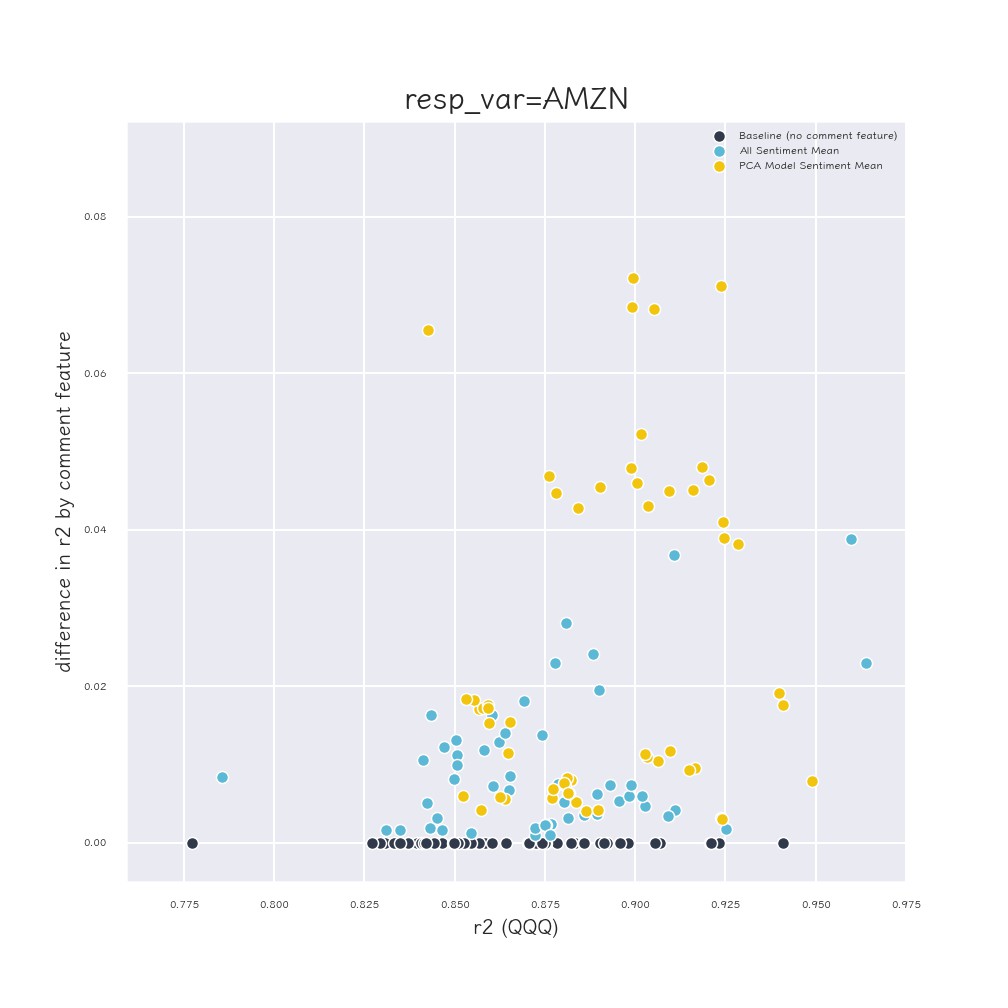 resp_var=AMZN
Baseline (no comment feature)
All Sentiment Mean
PCA Model Sentiment Mean
difference in r2 by comment feature
0.08
0.06
0.04
0.02
0.00
0.775 0.800 0.825 0.850 0.875 0.900 0.925 0.950 0.975
r2 (QQQ)